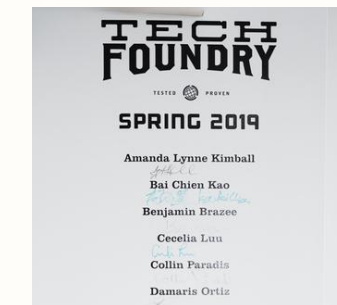 TECH
FOUNDRY
TESTED PROVEN
SPRING 2019
Amanda Lynne Kimball
Bai Chien Kao
Benjamin Brazee
Cecelia Luu
Collin Paradis
Damaris Ortiz